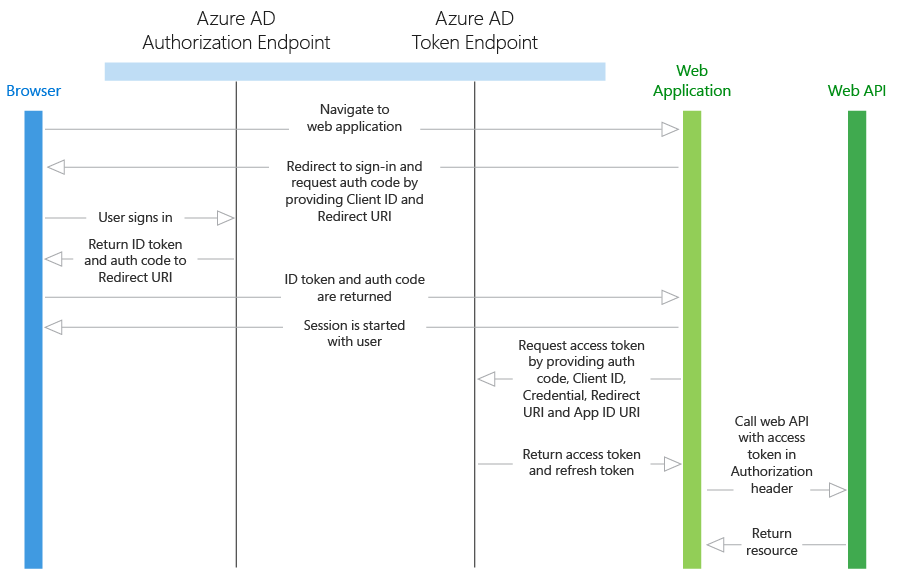 Azure AD
Authorization Endpoint
Azure AD
Token Endpoint
Browser
Web
Application
Web API
Navigate to
web application
Redirect to sign-in and
request auth code by
providing Client ID and
Redirect URI
User signs in
Return ID token
and auth code to
Redirect URI
ID token and auth code
are returned
Session is started
with user
Request access token
by providing auth
code, Client ID,
Credential, Redirect
URI and App ID URI
Return access token
and refresh token
Call web API
with access
token in
Authorization
header
Return
resource